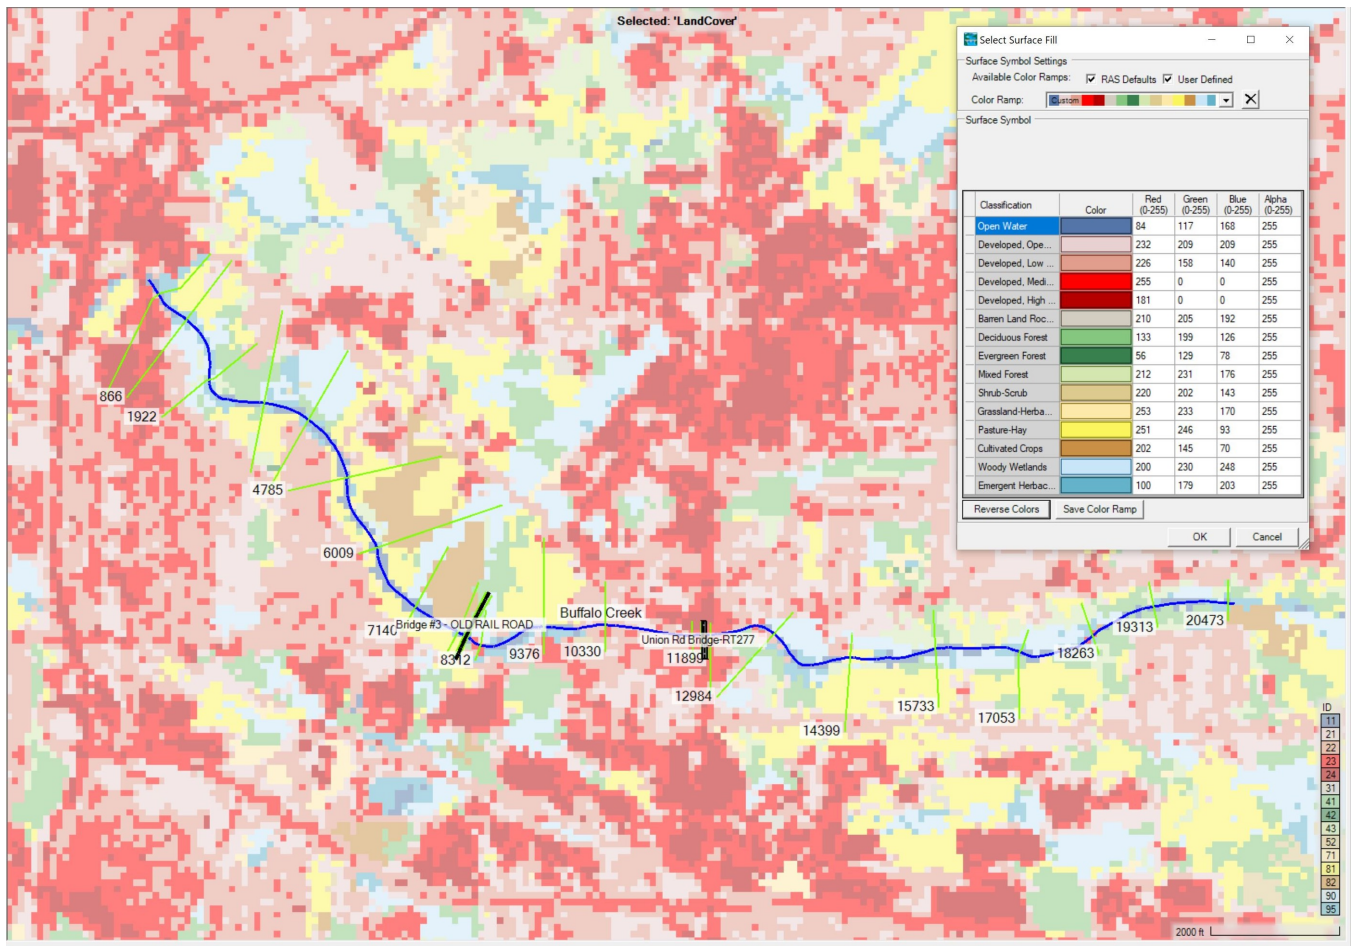 Selected: 'LandCover'
Select Surface Fill
Surface Symbol Settings
Available Color Ramps: RAS Defaults User Defined
Color Ramp: Custom
Surface Symbol
Classification Color Red (0-255) Green (0-255) Blue (0-255) Alpha (0-255)
Open Water 84 117 168 255
Developed, Ope... 232 209 209 255
Developed, Low ... 226 158 140 255
Developed, Medi... 255 0 0 255
Developed, High ... 181 0 0 255
Barren Land Roc... 210 205 192 255
Deciduous Forest 133 199 126 255
Evergreen Forest 56 129 78 255
Mixed Forest 212 231 176 255
Shrub-Scrub 220 202 143 255
Grassland-Herba... 253 233 170 255
Pasture-Hay 251 246 93 255
Cultivated Crops 202 145 70 255
Woody Wetlands 200 230 248 255
Emergent Herbac... 100 179 203 255
Reverse Colors Save Color Ramp
OK Cancel
866
1922
4785
6009
7140
Bridge #3 - OLD RAIL ROAD
8312
9376
Buffalo Creek
10330
Union Rd Bridge-RT277
11899
12984
14399
15733
17053
18263
19313
20473
ID
11
21
22
23
24
31
41
42
43
52
71
81
82
90
95
2000 ft